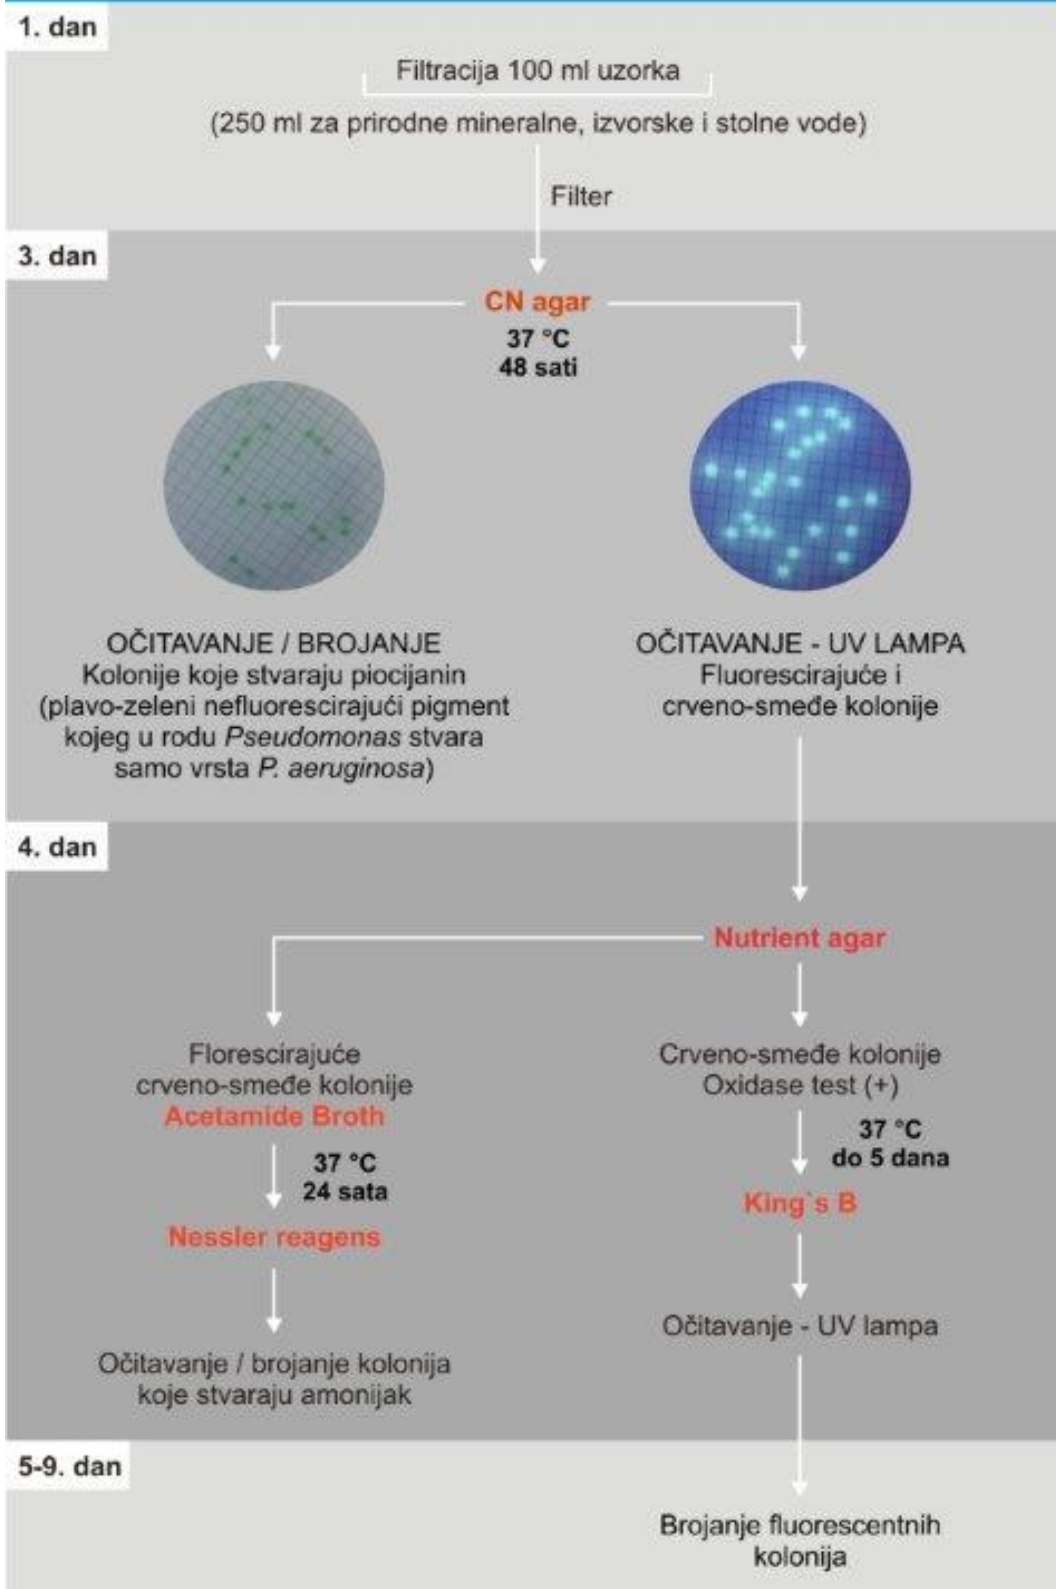 1. dan
Filtracija 100 ml uzorka
(250 ml za prirodne mineralne, izvorske i stolne vode)
Filter
3. dan
CN agar
37 °C
48 sati
OČITAVANJE / BROJANJE
Kolonije koje stvaraju piocijanin
(plavo-zeleni nefluorescirajući pigment
kojeg u rodu Pseudomonas stvara
samo vrsta P. aeruginosa)
OČITAVANJE - UV LAMPA
Fluorescirajuće i
crveno-smeđe kolonije
4. dan
Nutrient agar
Florescirajuće
crveno-smeđe kolonije
Acetamide Broth
37 °C
24 sata
Nessler reagens
Očitavanje / brojanje kolonija
koje stvaraju amonijak
Crveno-smeđe kolonije
Oxidase test (+)
37 °C
do 5 dana
King`s B
Očitavanje - UV lampa
5-9. dan
Brojanje fluorescentnih
kolonija